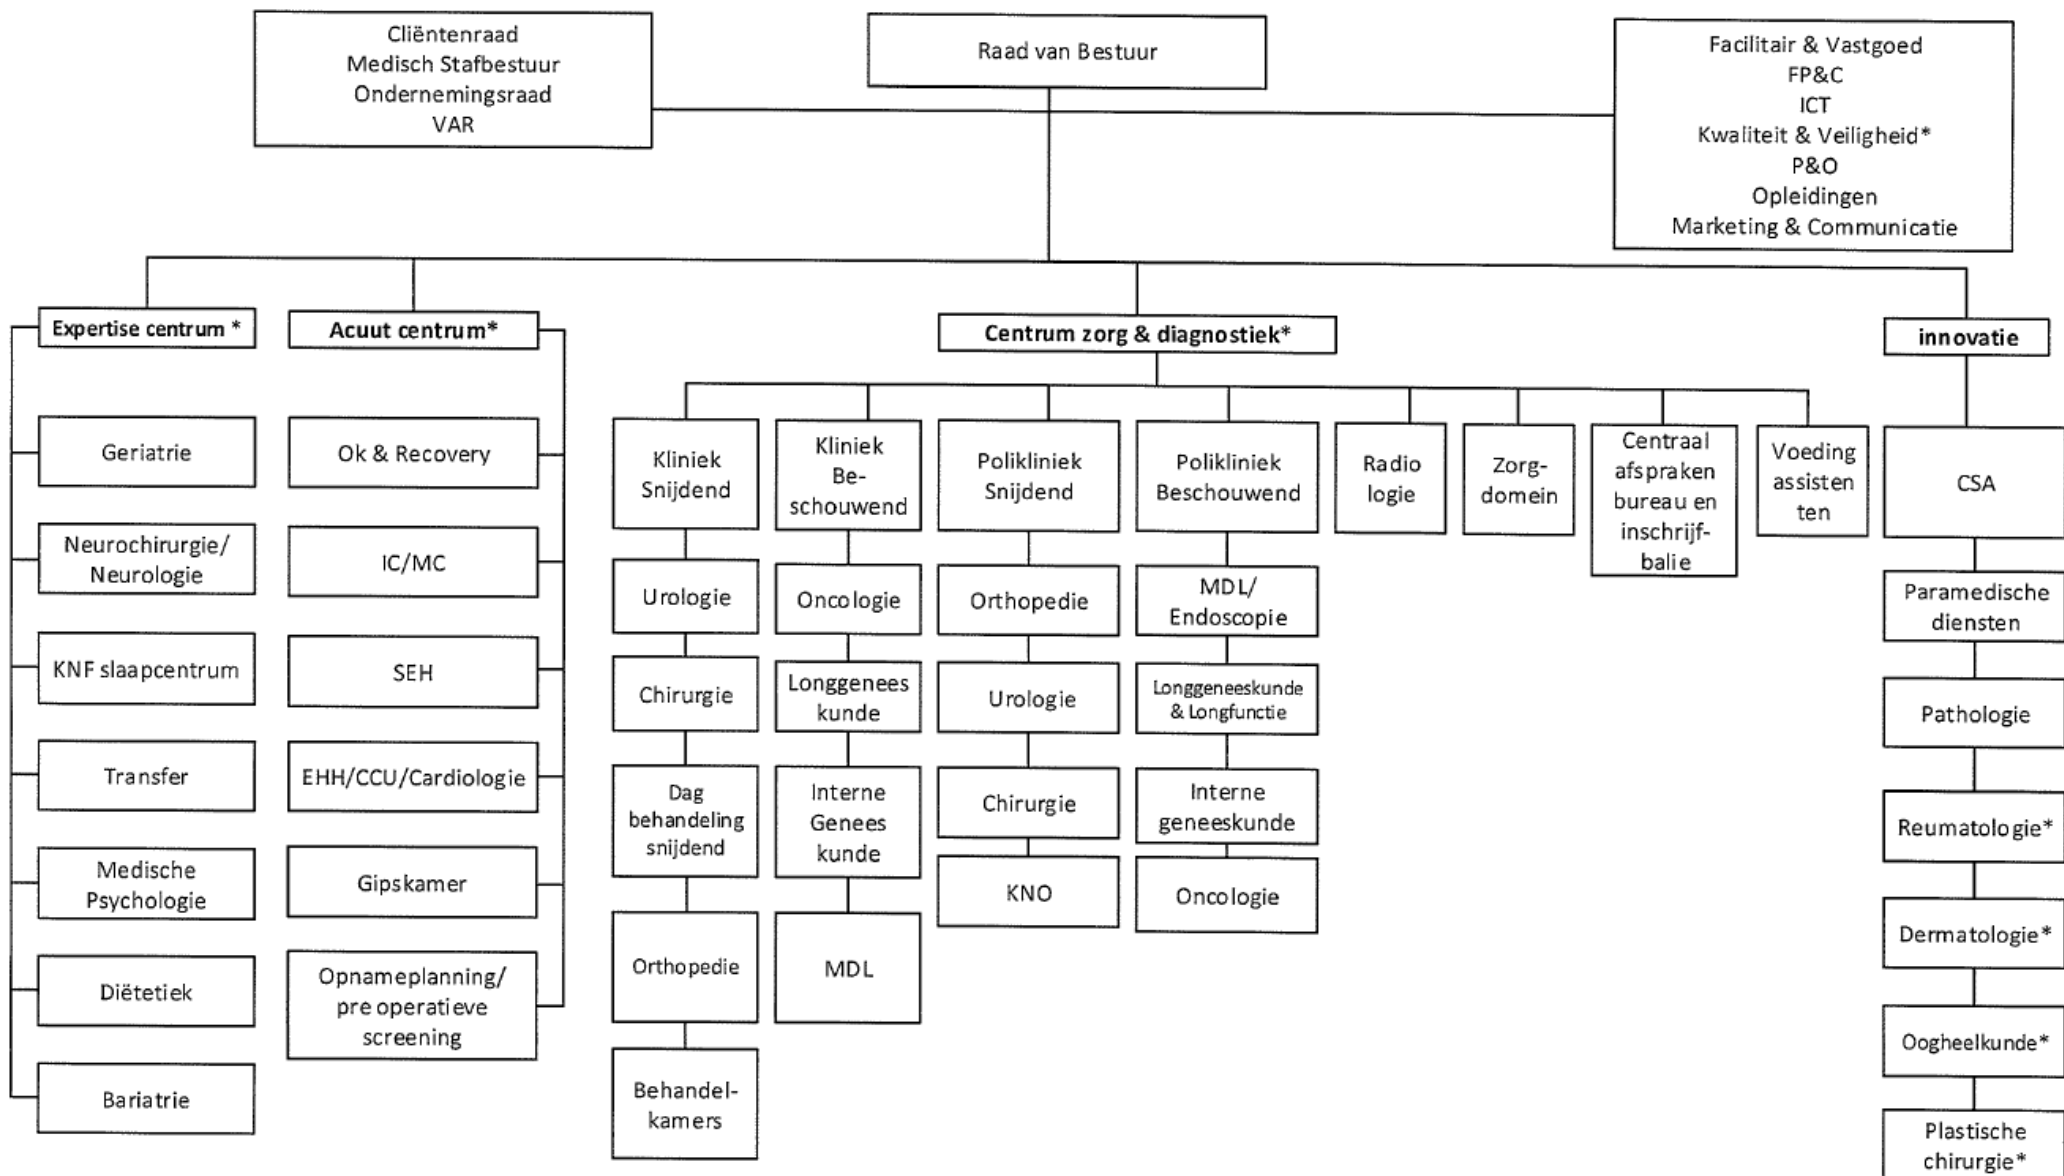 Cliëntenraad
Medisch Stafbestuur
Ondernemingsraad
VAR
Raad van Bestuur
Facilitair & Vastgoed
FP&C
ICT
Kwaliteit & Veiligheid*
P&O
Opleidingen
Marketing & Communicatie
Expertise centrum *
Geriatrie
Neurochirurgie/
Neurologie
KNF slaapcentrum
Transfer
Medische
Psychologie
Diëtetiek
Bariatrie
Acuut centrum*
Ok & Recovery
IC/MC
SEH
EHH/CCU/Cardiologie
Gipskamer
Opnameplanning/
pre operatieve
screening
Centrum zorg & diagnostiek*
Kliniek
Snijdend
Urologie
Chirurgie
Dag
behandeling
snijdend
Orthopedie
Behandel-
kamers
Kliniek
Be-
schouwend
Oncologie
Longgenees
kunde
Interne
Genees
kunde
MDL
Polikliniek
Snijdend
Orthopedie
Urologie
Chirurgie
KNO
Polikliniek
Beschouwend
MDL/
Endoscopie
Longgeneeskunde
& Longfunctie
Interne
geneeskunde
Oncologie
Radio
logie
Zorg-
domein
Centraal
afspraken
bureau en
inschrijf-
balie
Voeding
assisten
ten
innovatie
CSA
Paramedische
diensten
Pathologie
Reumatologie*
Dermatologie*
Oogheelkunde*
Plastische
chirurgie*